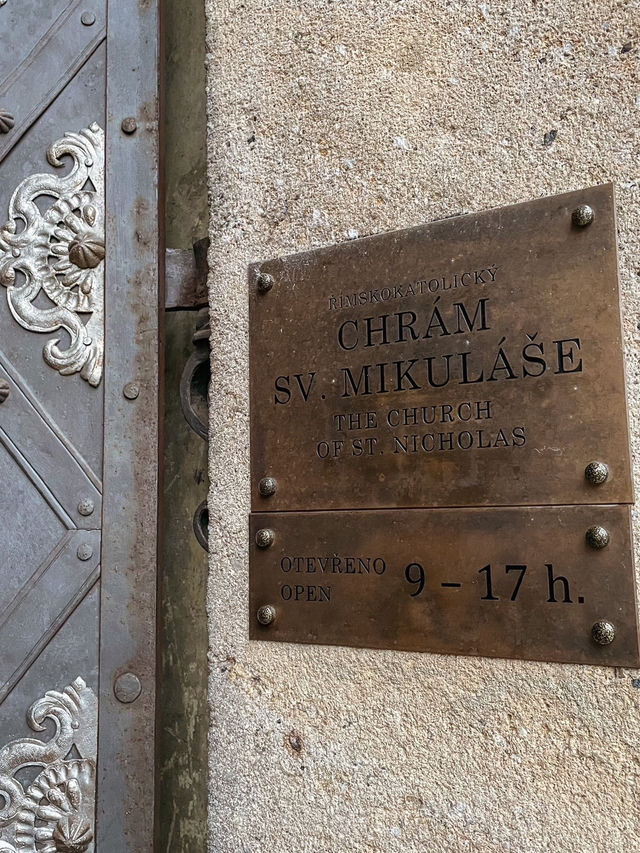 ŘÍMSKOKATOLICKÝ
CHRÁM
SV. MIKULÁŠE
THE CHURCH
OF ST. NICHOLAS
OTEVŘENO
OPEN
9 – 17 h.